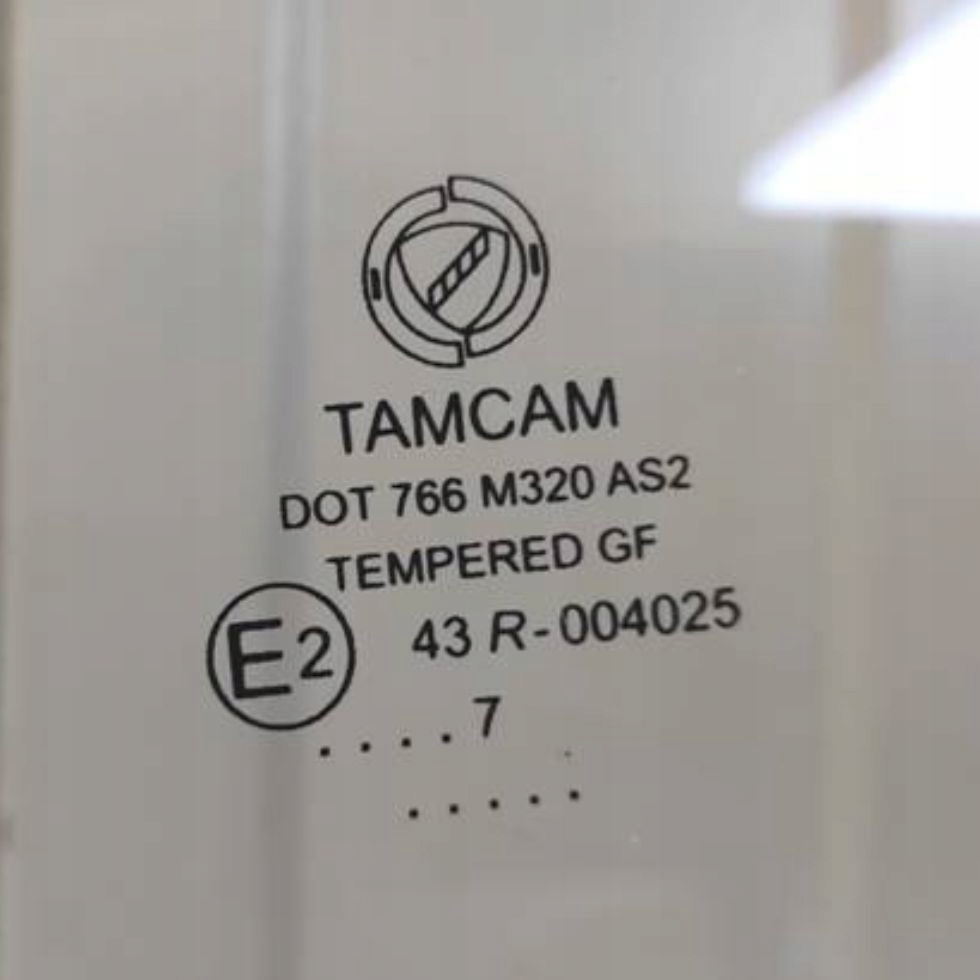 TAMCAM
DOT 766 M320 AS2
TEMPERED GF
E2 43 R-004025
....7
.....